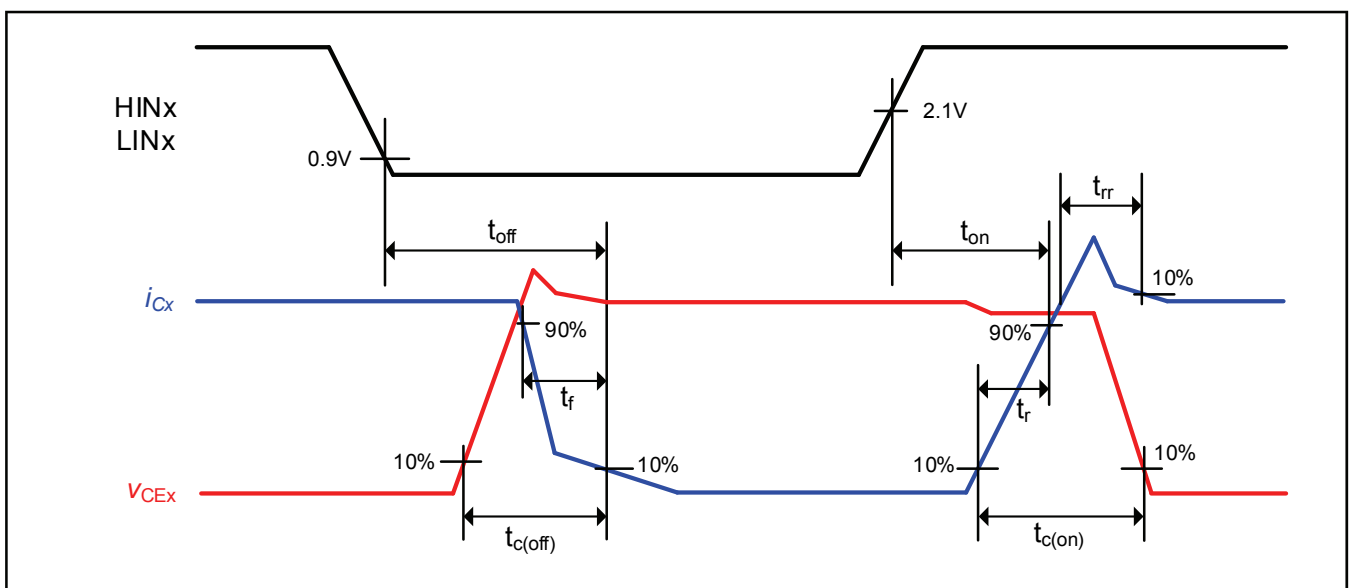 HINx
LINx
0.9V
2.1V
t_rr
t_off
t_on
10%
i_Cx
90%
90%
t_f
t_r
10%
10%
10%
10%
v_CEx
t_c(off)
t_c(on)